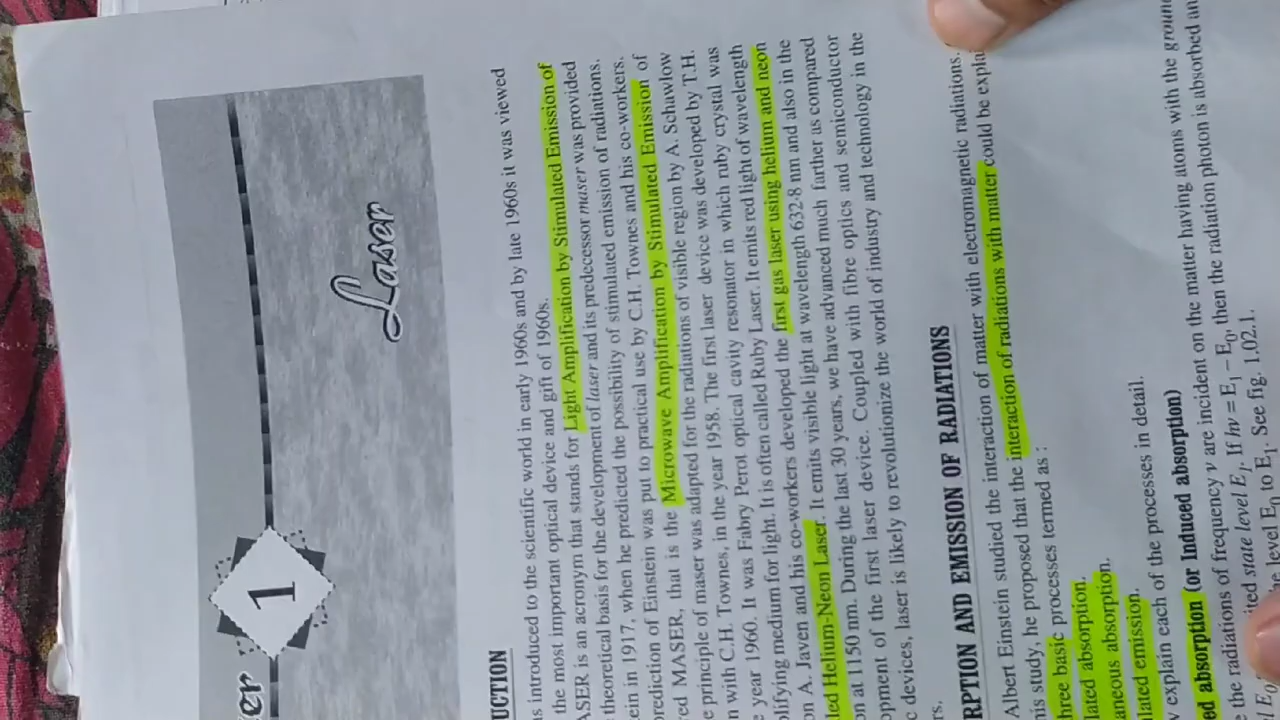 1
Laser
UCTION
s introduced to the scientific world in early 1960s and by late 1960s it was viewed
the most important optical device and gift of 1960s.
ASER is an acronym that stands for Light Amplification by Stimulated Emission of
theoretical basis for the development of laser and its predecessor maser was provided
ein in 1917, when he predicted the possibility of stimulated emission of radiations.
rediction of Einstein was put to practical use by C.H. Townes and his co-workers.
ed MASER, that is the Microwave Amplification by Stimulated Emission of
e principle of maser was adapted for the radiations of visible region by A. Schawlow
n with C.H. Townes, in the year 1958. The first laser device was developed by T.H.
e year 1960. It was Fabry Perot optical cavity resonator in which ruby crystal was
plifying medium for light. It is often called Ruby Laser. It emits red light of wavelength
n A. Javen and his co-workers developed the first gas laser using helium and neon
led Helium-Neon Laser. It emits visible light at wavelength 632·8 nm and also in the
on at 1150 nm. During the last 30 years, we have advanced much farther as compared
opment of the first laser device. Coupled with fibre optics and semiconductor
c devices, laser is likely to revolutionize the world of industry and technology in the
rs.
RPTION AND EMISSION OF RADIATIONS
Albert Einstein studied the interaction of matter with electromagnetic radiations.
is study, he proposed that the interaction of radiations with matter could be expla
hree basic processes termed as :
lated absorption.
aneous absorption.
lated emission.
explain each of the processes in detail.
ed absorption (or Induced absorption)
the radiations of frequency ν are incident on the matter having atoms with the groun
ited state level E₁. If hν = E₁ − E₀, then the radiation photon is absorbed an
he level E₀ to E₁. See fig. 1.02.1.